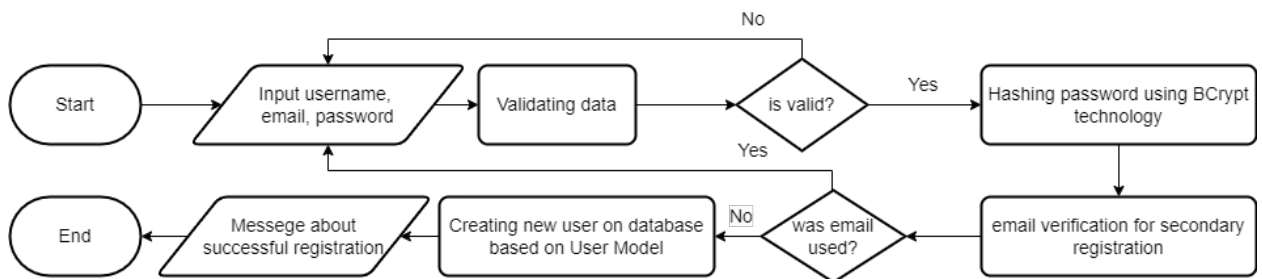 No
Start
Input username,
email, password
Validating data
is valid?
Yes
Hashing password using BCrypt
technology
Yes
End
Messege about
successful registration
Creating new user on database
based on User Model
No
was email
used?
email verification for secondary
registration